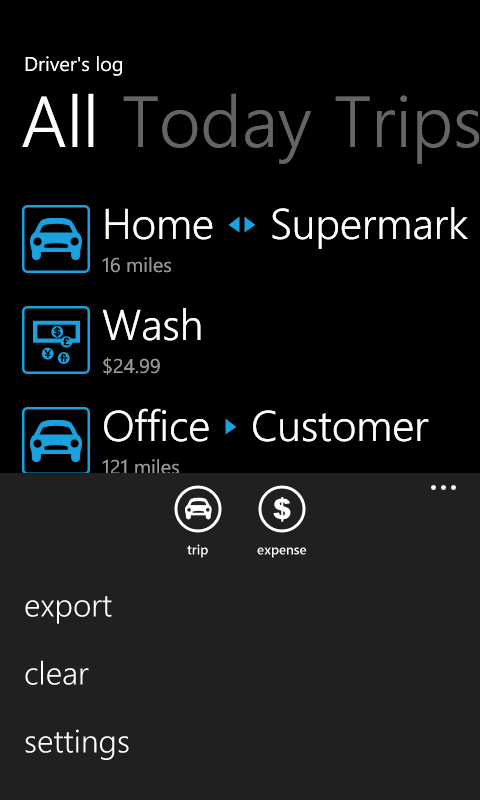 Driver's log
All Today Trips
Home Supermark
16 miles
Wash
$24.99
Office Customer
121 miles
trip expense
export
clear
settings